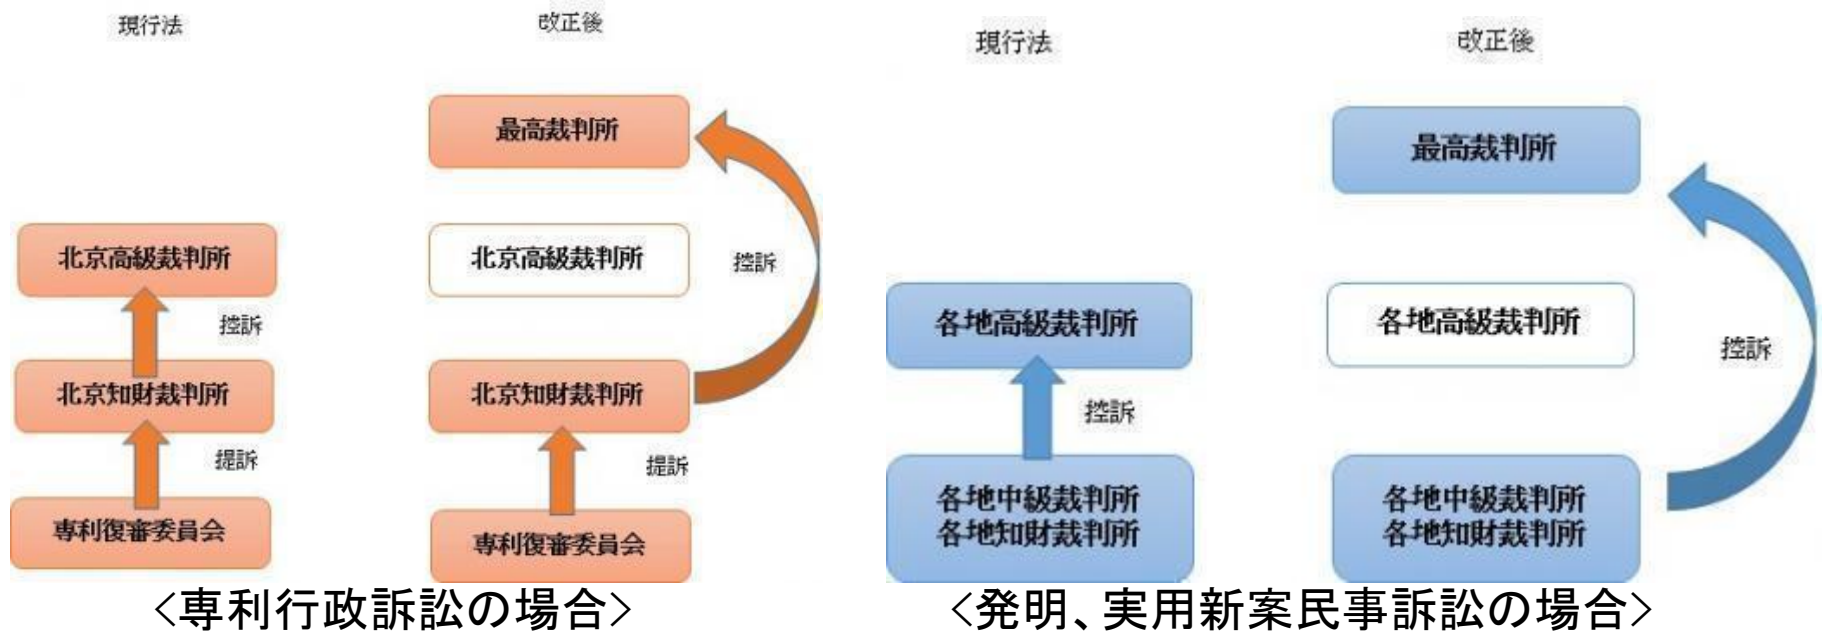 現行法
改正後
最高裁判所
北京高級裁判所
北京高級裁判所
控訴
控訴
北京知財裁判所
北京知財裁判所
提訴
提訴
専利復審委員会
専利復審委員会
<専利行政訴訟の場合>
現行法
改正後
最高裁判所
各地高級裁判所
各地高級裁判所
控訴
控訴
各地中級裁判所
各地知財裁判所
各地中級裁判所
各地知財裁判所
<発明、実用新案民事訴訟の場合>